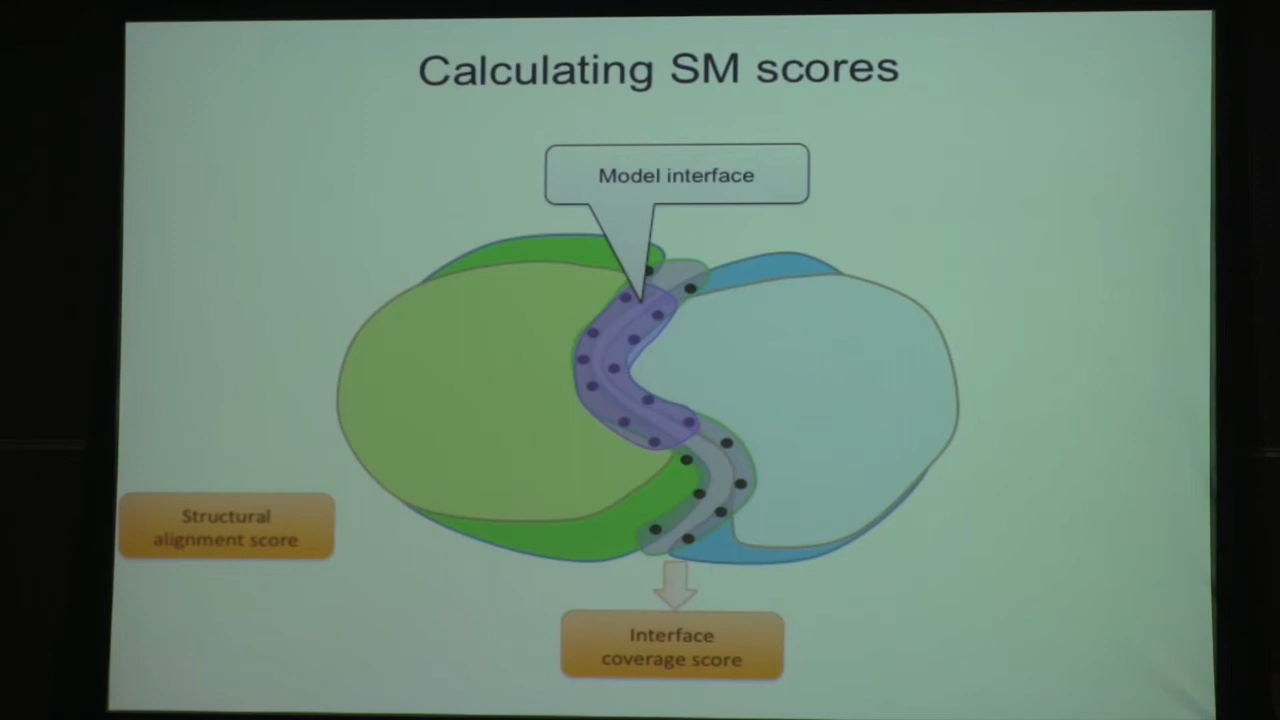 Calculating SM scores
Model interface
Structural
alignment score
Interface
coverage score